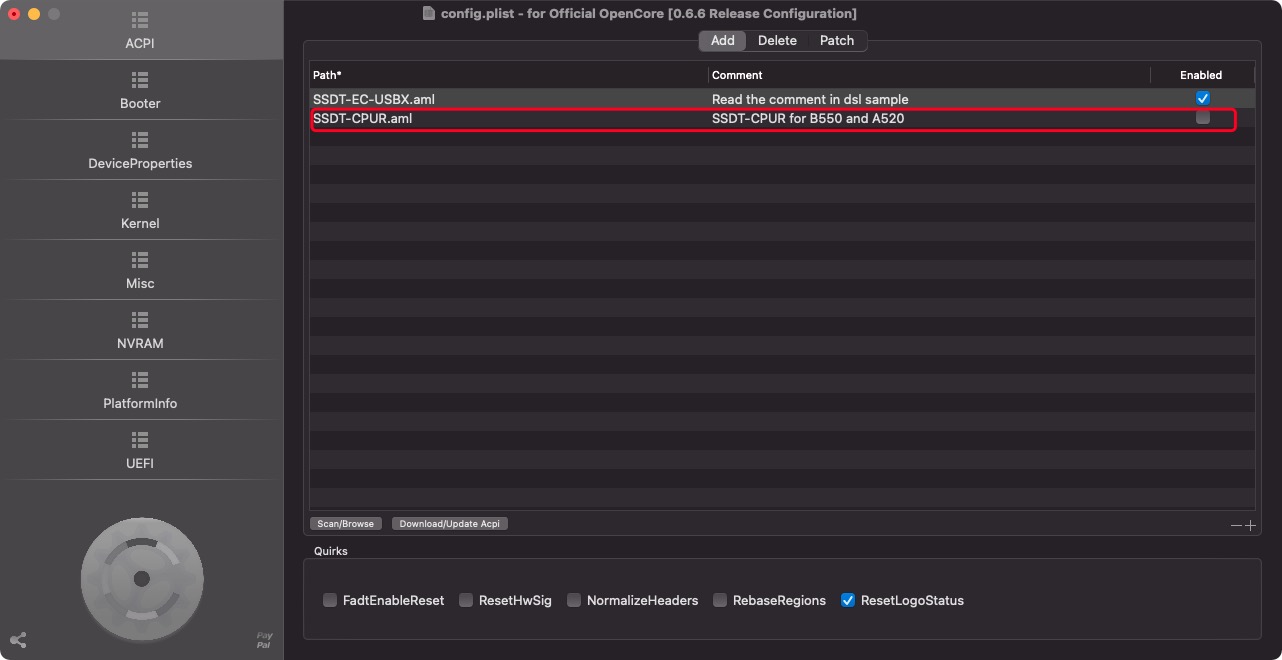 config.plist - for Official OpenCore [0.6.6 Release Configuration]
ACPI
Booter
DeviceProperties
Kernel
Misc
NVRAM
PlatformInfo
UEFI
Pay
Pal
Add Delete Patch
Path* Comment Enabled
SSDT-EC-USBX.aml Read the comment in dsl sample
SSDT-CPUR.aml SSDT-CPUR for B550 and A520
Scan/Browse Download/Update Acpi
Quirks
FadtEnableReset ResetHwSig NormalizeHeaders RebaseRegions ResetLogoStatus